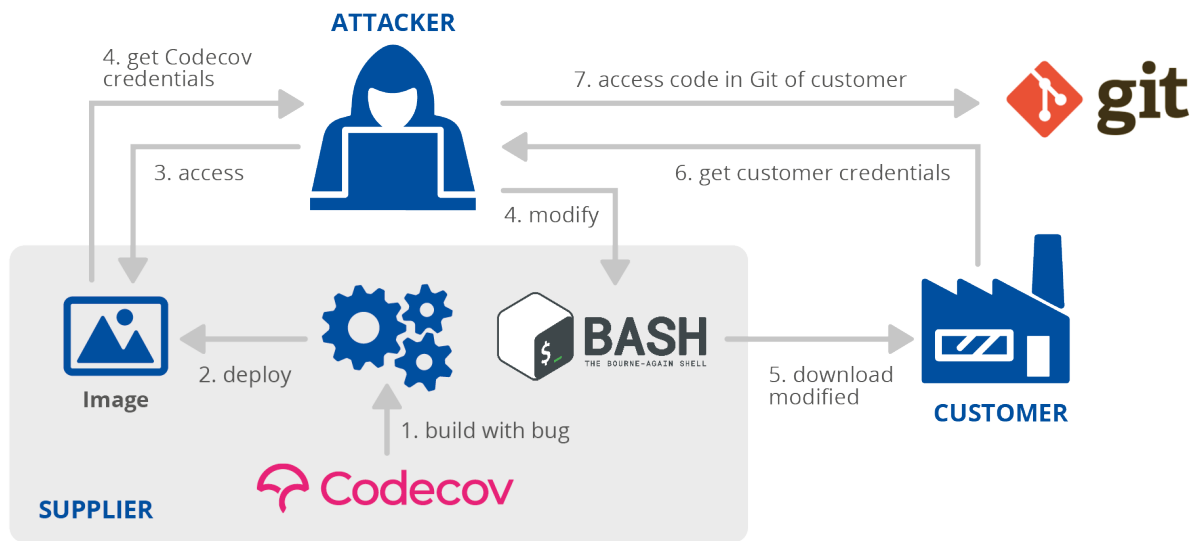 ATTACKER
4. get Codecov
credentials
7. access code in Git of customer
git
3. access
6. get customer credentials
4. modify
$
BASH
THE BOURNE-AGAIN SHELL
2. deploy
Image
5. download
modified
CUSTOMER
1. build with bug
Codecov
SUPPLIER